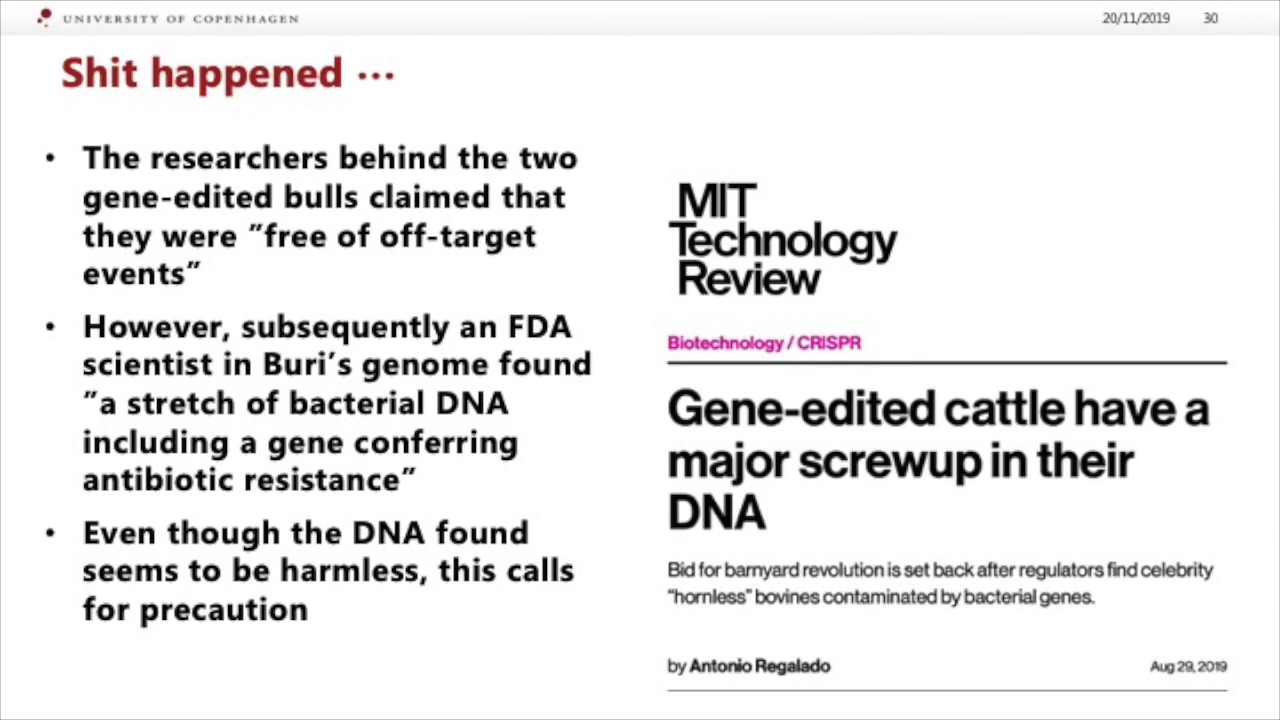 UNIVERSITY OF COPENHAGEN
20/11/2019 30
Shit happened ···
• The researchers behind the two
gene-edited bulls claimed that
they were ”free of off-target
events”
• However, subsequently an FDA
scientist in Buri’s genome found
”a stretch of bacterial DNA
including a gene conferring
antibiotic resistance”
• Even though the DNA found
seems to be harmless, this calls
for precaution
MIT
Technology
Review
Biotechnology / CRISPR
Gene-edited cattle have a
major screwup in their
DNA
Bid for barnyard revolution is set back after regulators find celebrity
“hornless” bovines contaminated by bacterial genes.
by Antonio Regalado
Aug 29, 2019